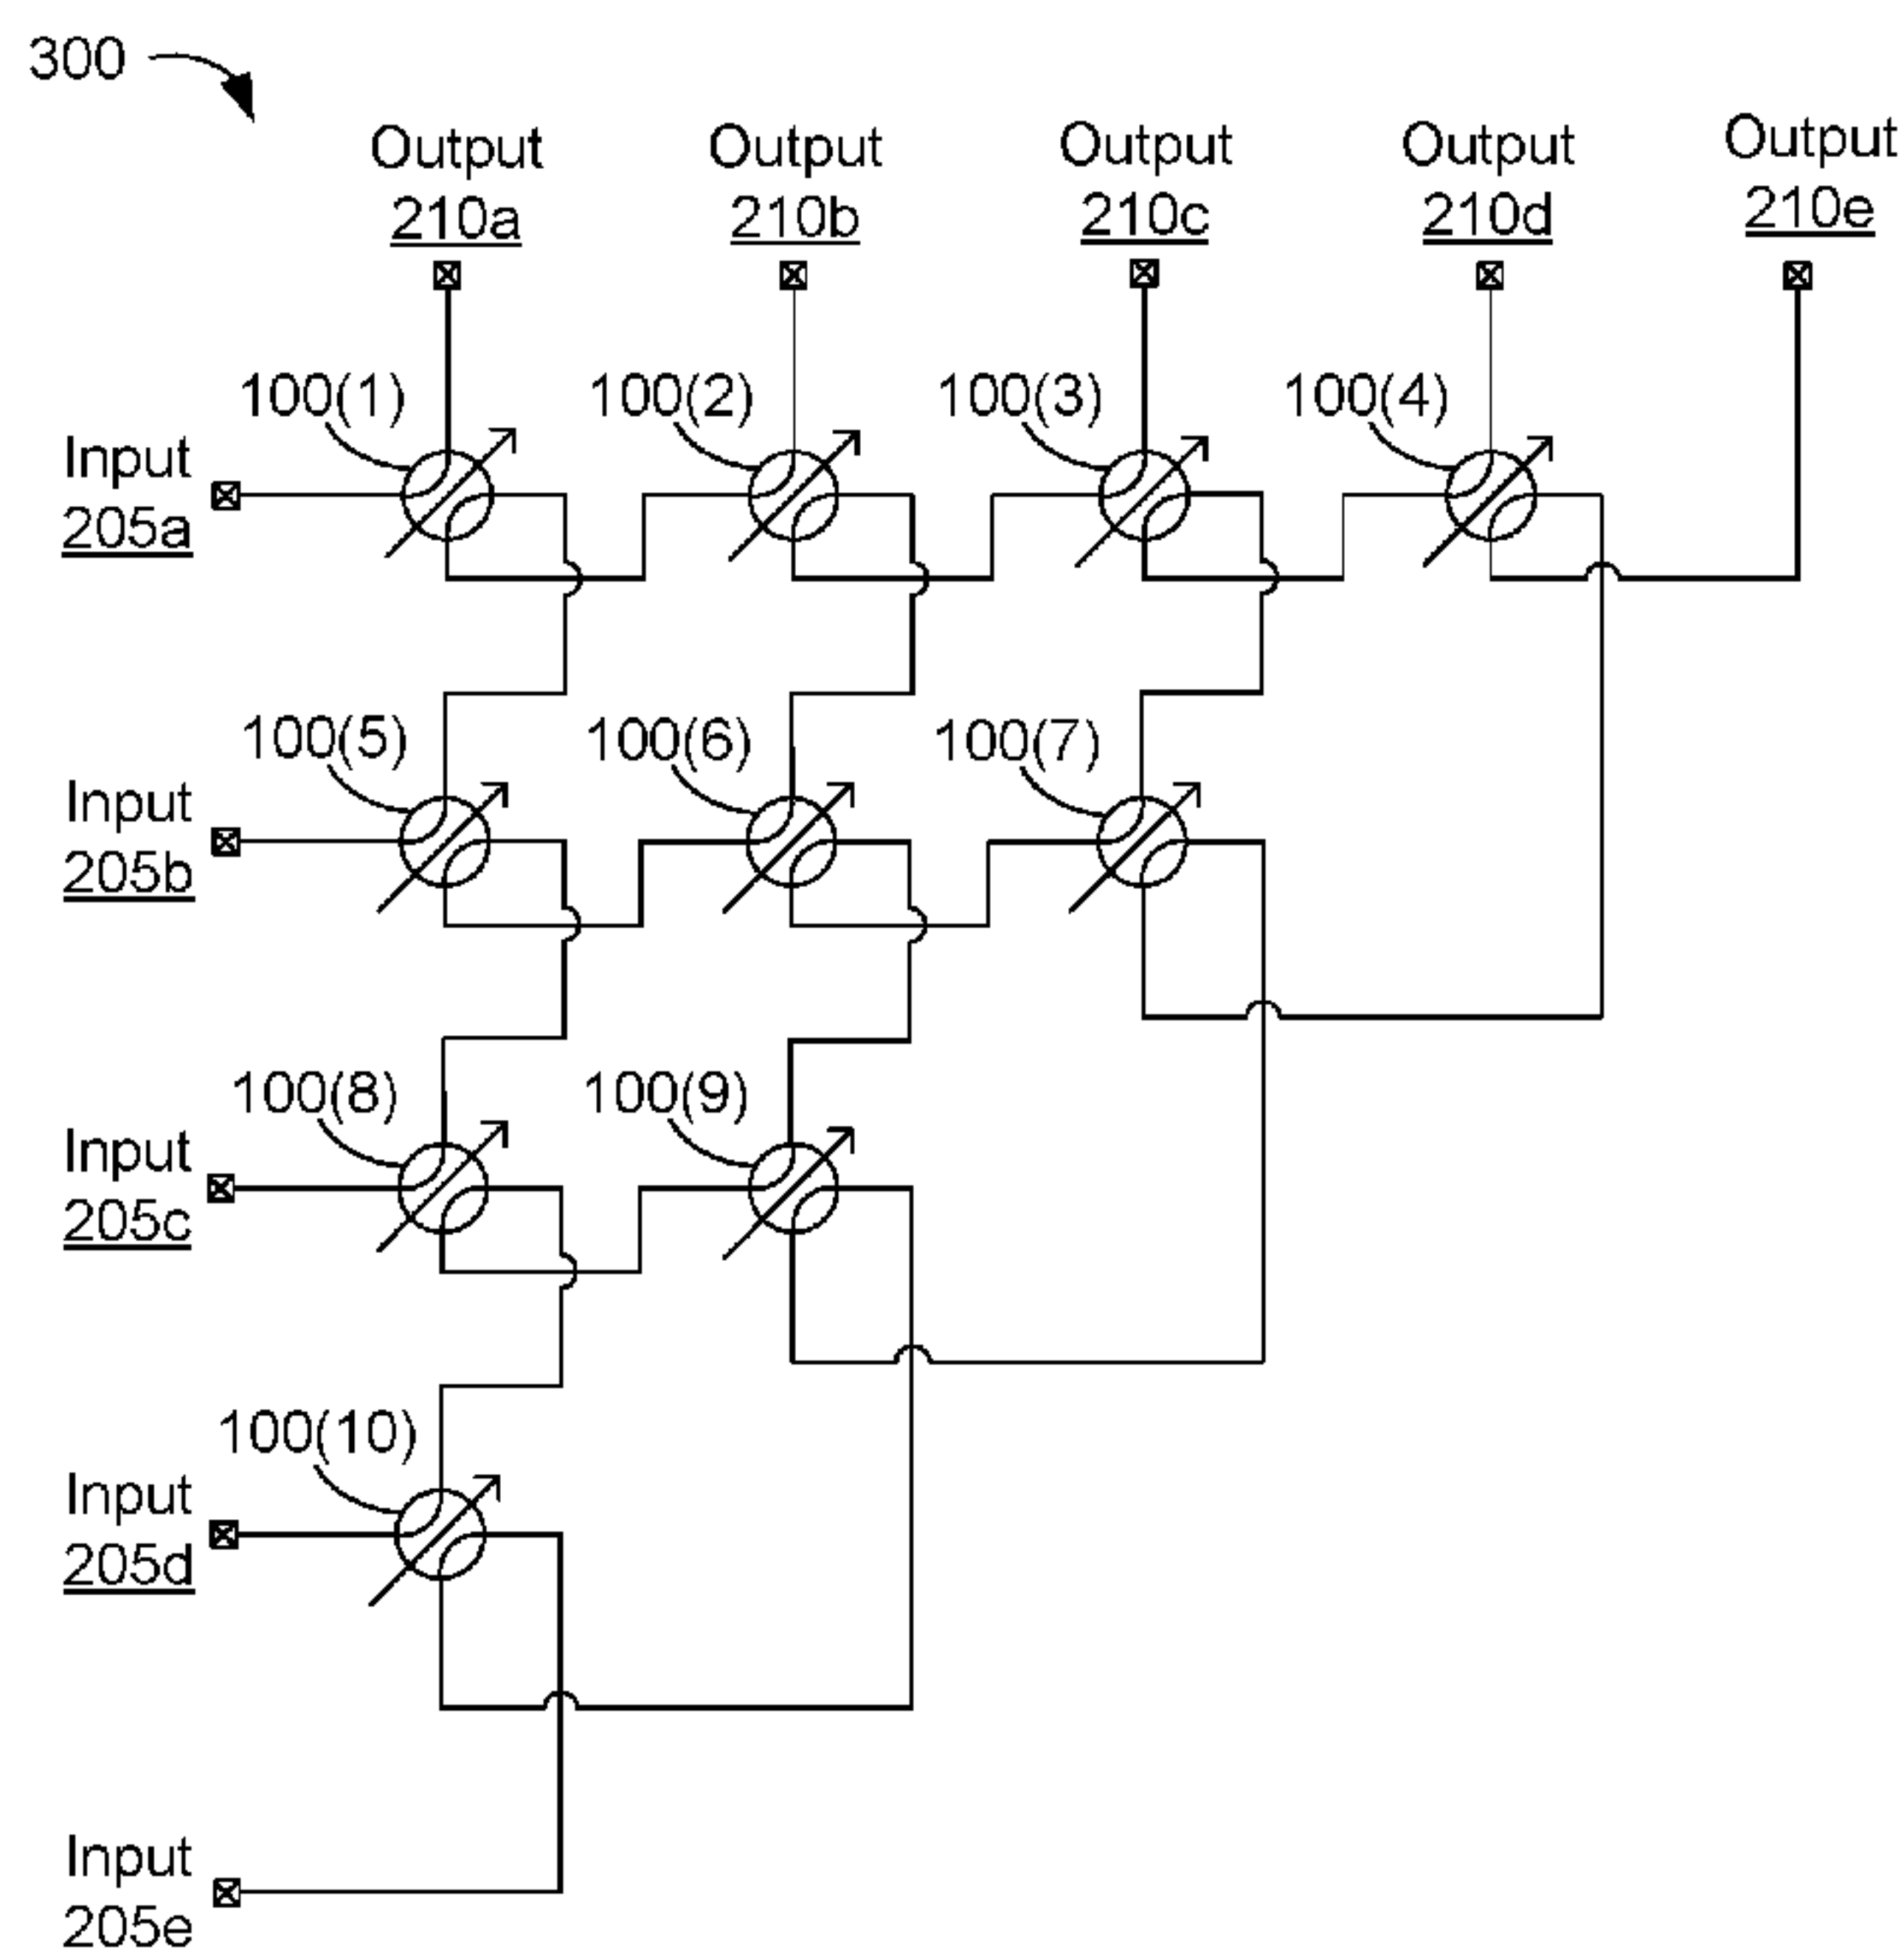 300
Output
210a
Output
210b
Output
210c
Output
210d
Output
210e
100(1)
100(2)
100(3)
100(4)
Input
205a
100(5)
100(6)
100(7)
Input
205b
100(8)
100(9)
Input
205c
100(10)
Input
205d
Input
205e